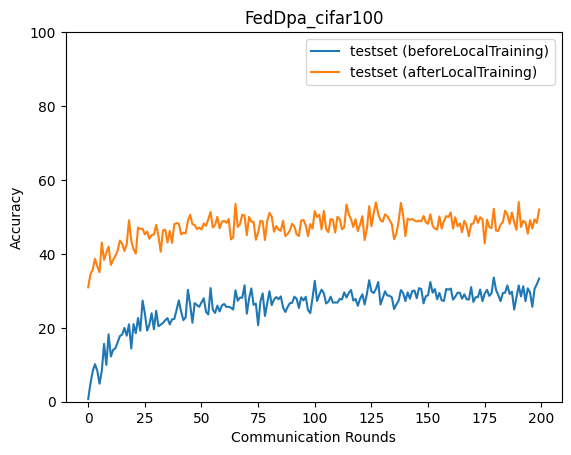 FedDpa_cifar100
testset (beforeLocalTraining)
testset (afterLocalTraining)
Accuracy
100
80
60
40
20
0
0 25 50 75 100 125 150 175 200
Communication Rounds